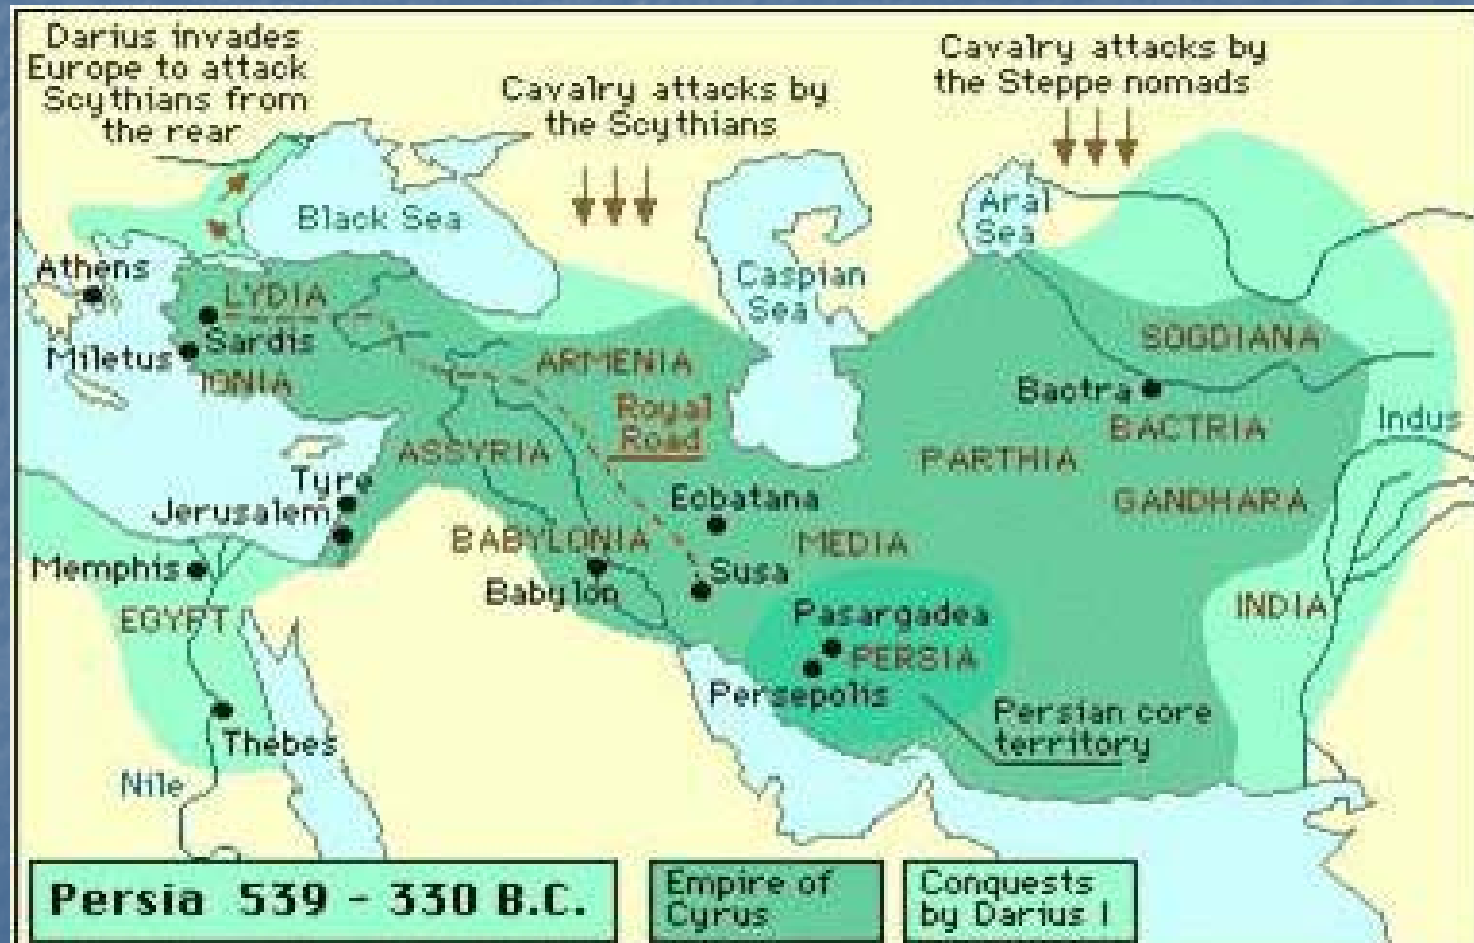 Darius invades
Europe to attack
Scythians from
the rear
Cavalry attacks by
the Scythians
Cavalry attacks by
the Steppe nomads
Black Sea
Aral
Sea
Caspian
Sea
Athens
LYDIA
Sardis
Miletus
IONIA
ARMENIA
Royal
Road
SOGDIANA
Bactra
BACTRIA
Indus
ASSYRIA
PARTHIA
GANDHARA
Tyre
Jerusalem
Ecbatana
BABYLONIA
MEDIA
Memphis
Susa
Babylon
EGYPT
Pasargadea
INDIA
PERSIA
Persepolis
Persian core
territory
Thebes
Nile
Persia 539 - 330 B.C.
Empire of
Cyrus
Conquests
by Darius I